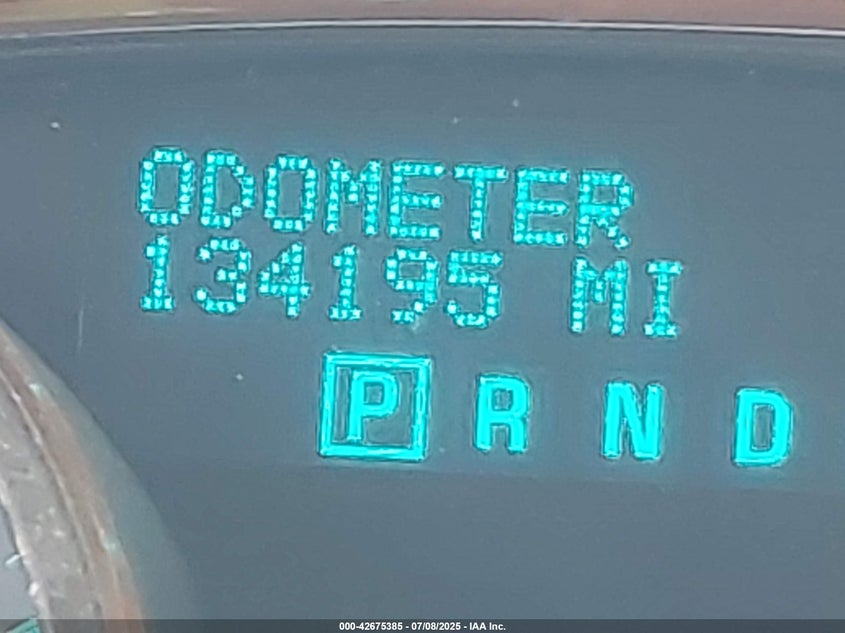 ODOMETER
134195 MI
P R N D
000-42675385 - 07/08/2025 - IAA Inc.